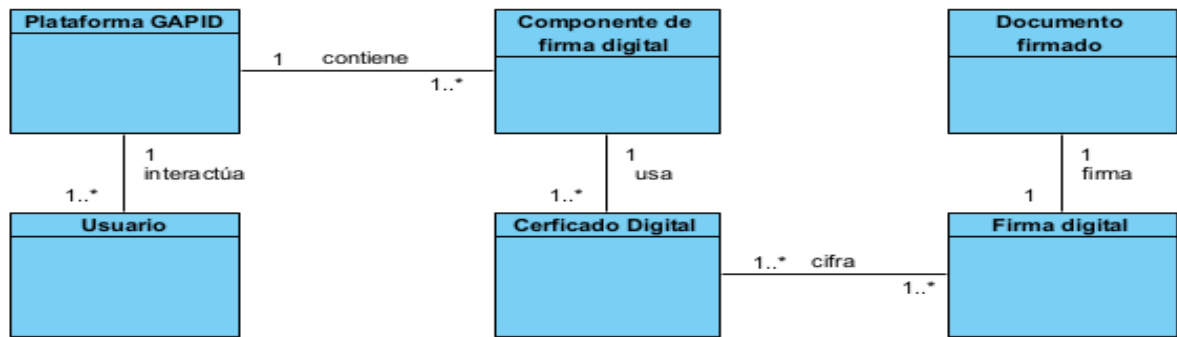 Plataforma GAPID
Componente de
firma digital
Documento
firmado
1
contiene
1..*
1
interactúa
1..*
1
usa
1..*
1
firma
1
Usuario
Cerficado Digital
Firma digital
1..*
cifra
1..*